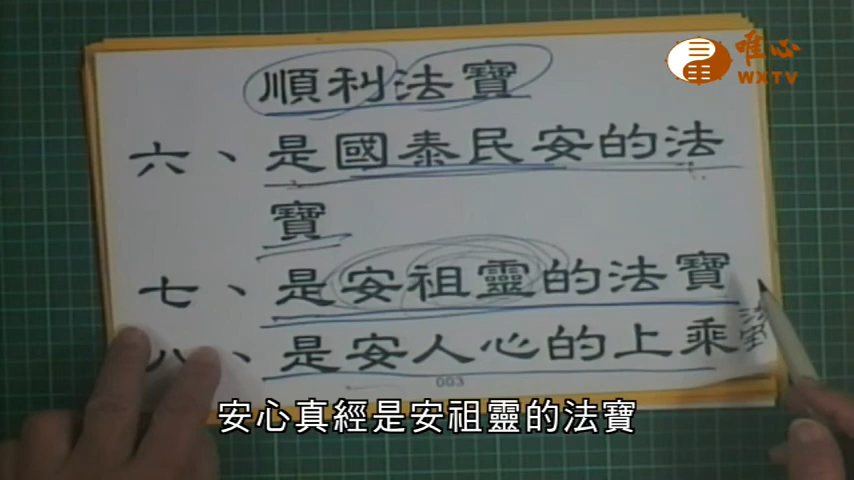 唯心
WXTV
順利法寶
六、是國泰民安的法
寶
七、是安祖靈的法寶
八、是安人心的上乘
法寶
003
安心真經是安祖靈的法寶